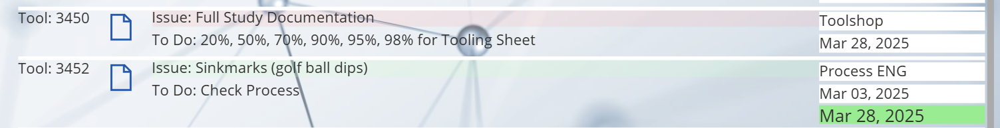 Tool: 3450
Issue: Full Study Documentation
Toolshop
To Do: 20%, 50%, 70%, 90%, 95%, 98% for Tooling Sheet
Mar 28, 2025
Tool: 3452
Issue: Sinkmarks (golf ball dips)
Process ENG
To Do: Check Process
Mar 03, 2025
Mar 28, 2025